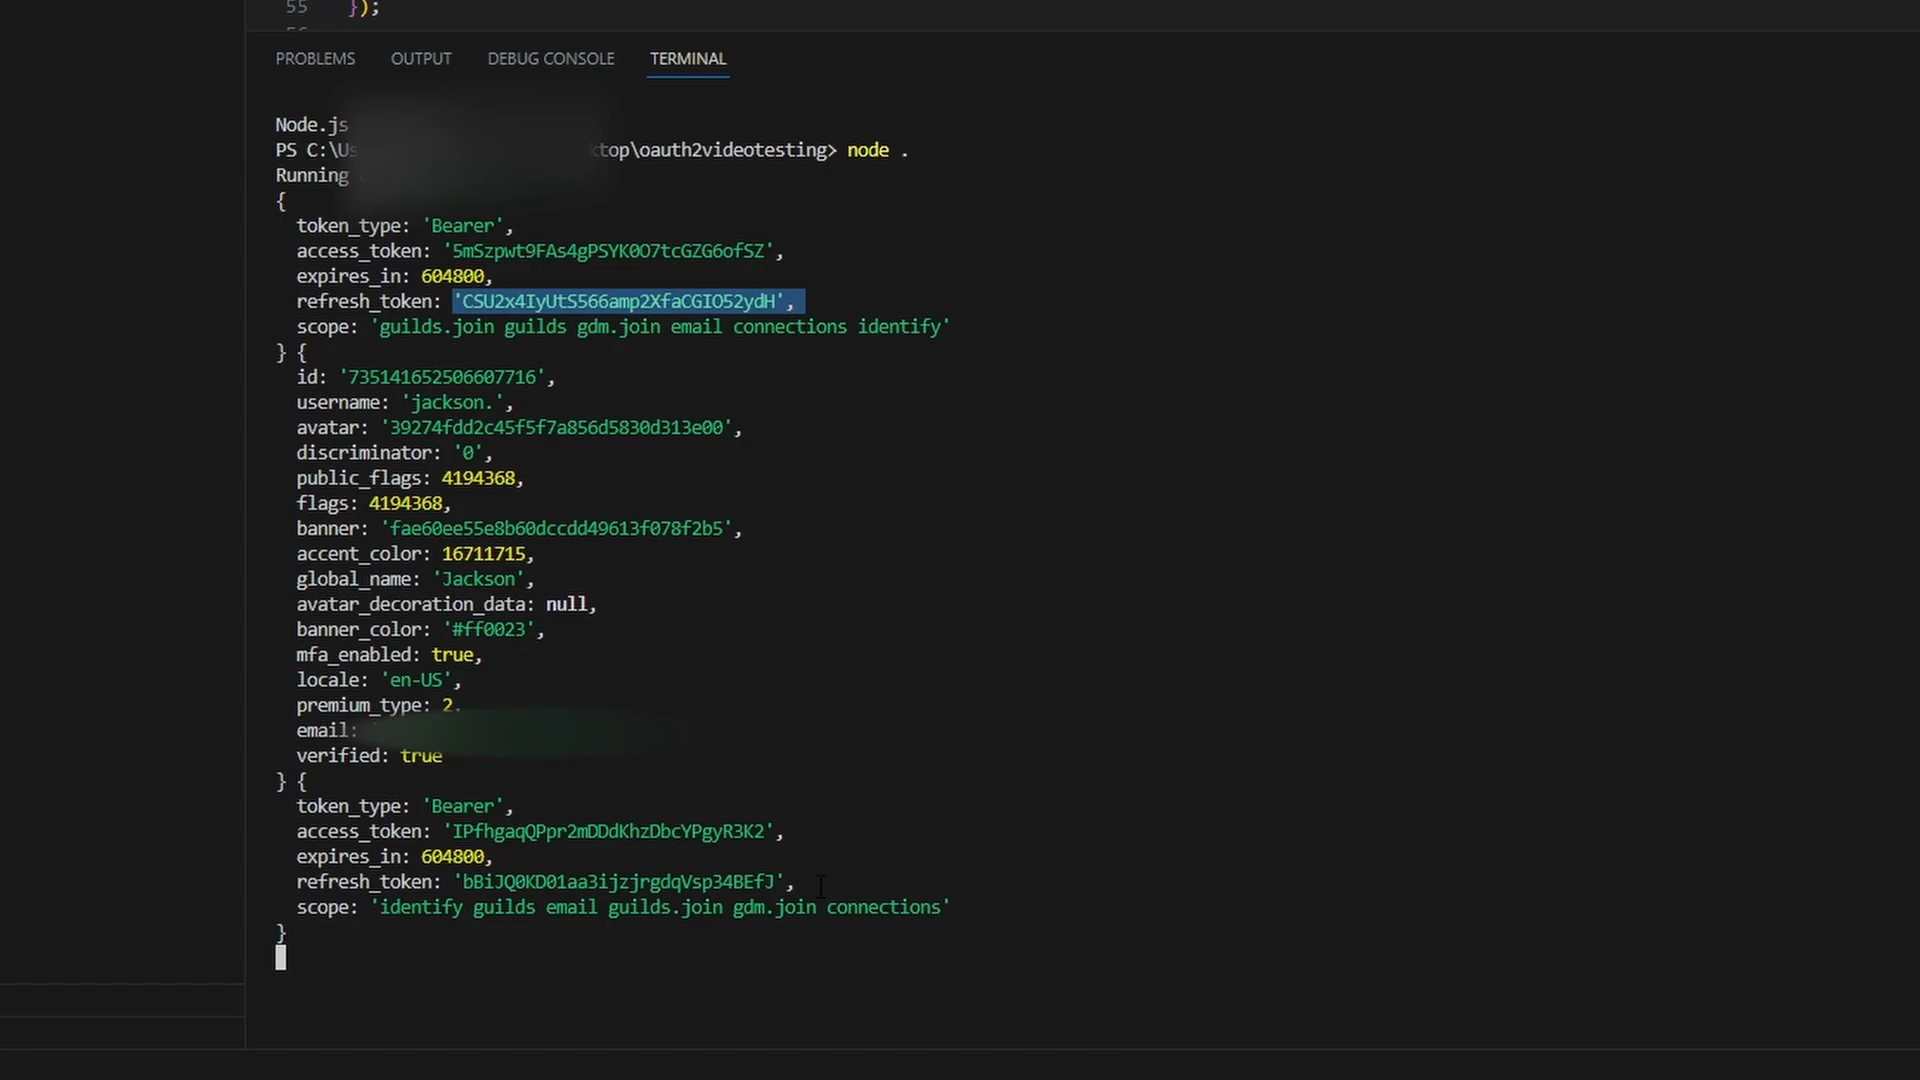 55 });
PROBLEMS OUTPUT DEBUG CONSOLE TERMINAL
Node.js
PS C:\Us ktop\oauth2videotesting> node .
Running
{
token_type: 'Bearer',
access_token: '5mSzpwt9FAs4gPSYK0O7tcGZG6ofSZ',
expires_in: 604800,
refresh_token: 'CSU2x4IyUtS566amp2XfaCGIO52ydH',
scope: 'guilds.join guilds gdm.join email connections identify'
} {
id: '735141652506607716',
username: 'jackson.',
avatar: '39274fdd2c45f5f7a856d5830d313e00',
discriminator: '0',
public_flags: 4194368,
flags: 4194368,
banner: 'fae60ee55e8b60dccdd49613f078f2b5',
accent_color: 16711715,
global_name: 'Jackson',
avatar_decoration_data: null,
banner_color: '#ff0023',
mfa_enabled: true,
locale: 'en-US',
premium_type: 2,
email:
verified: true
} {
token_type: 'Bearer',
access_token: 'IPfhgaqQPpr2mDDdKhzDbcYPgyR3K2',
expires_in: 604800,
refresh_token: 'bBiJQ0KD01aa3ijzjrgdqVsp34BEfJ',
scope: 'identify guilds email guilds.join gdm.join connections'
}